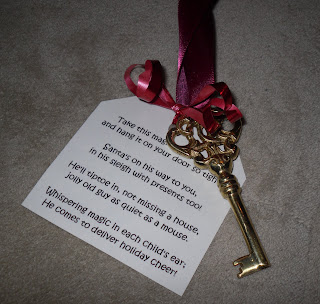 Take this mag
and hang it on your door so tigh
Santa's on his way to you,
in his sleigh with presents too!
He'll tiptoe in, not missing a house,
jolly old guy as quiet as a mouse.
Whispering magic in each child's ear;
He comes to deliver holiday Cheer!